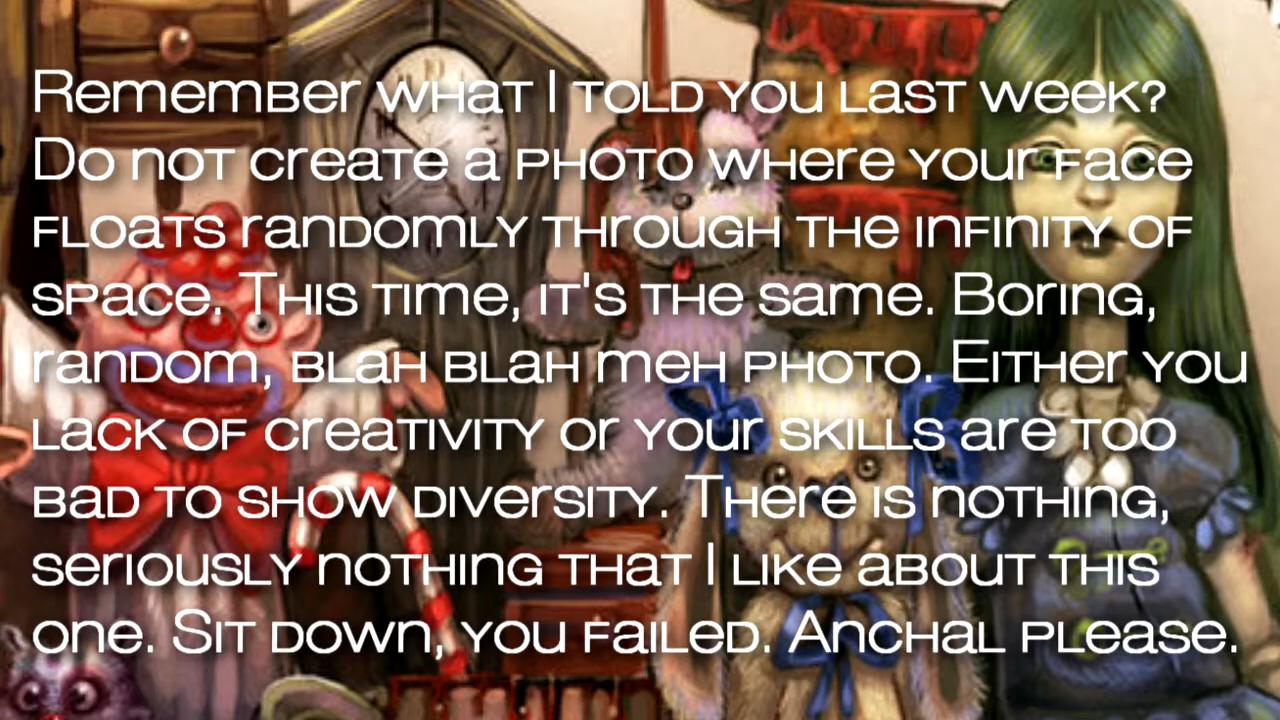 Remember what I told you last week?
Do not create a photo where your face
floats randomly through the infinity of
space. This time, it's the same. Boring,
random, blah blah meh photo. Either you
lack of creativity or your skills are too
bad to show diversity. There is nothing,
seriously nothing that I like about this
one. Sit down, you failed. Anchal please.